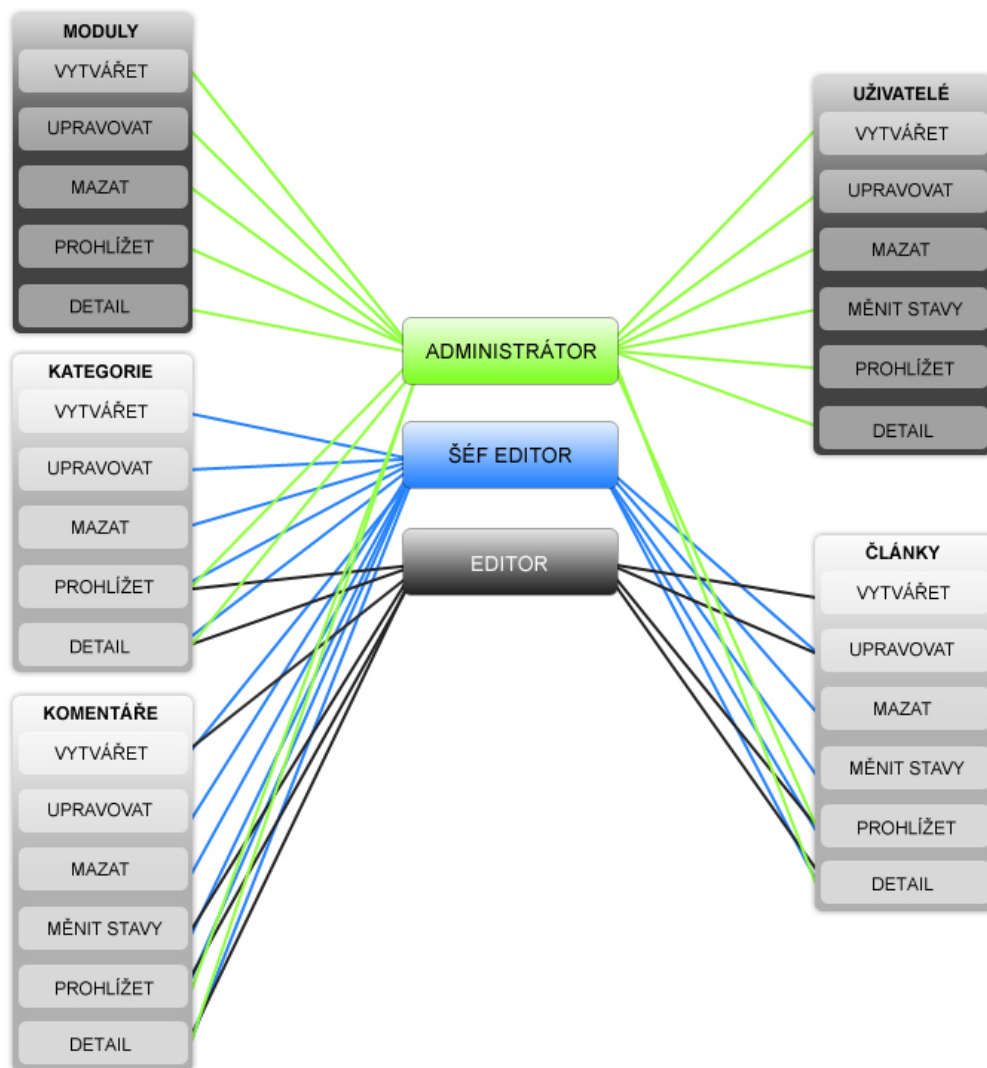 MODULY
VYTVÁŘET
UPRAVOVAT
MAZAT
PROHLÍŽET
DETAIL
KATEGORIE
VYTVÁŘET
UPRAVOVAT
MAZAT
PROHLÍŽET
DETAIL
KOMENTÁŘE
VYTVÁŘET
UPRAVOVAT
MAZAT
MĚNIT STAVY
PROHLÍŽET
DETAIL
ADMINISTRÁTOR
ŠÉF EDITOR
EDITOR
UŽIVATELÉ
VYTVÁŘET
UPRAVOVAT
MAZAT
MĚNIT STAVY
PROHLÍŽET
DETAIL
ČLÁNKY
VYTVÁŘET
UPRAVOVAT
MAZAT
MĚNIT STAVY
PROHLÍŽET
DETAIL